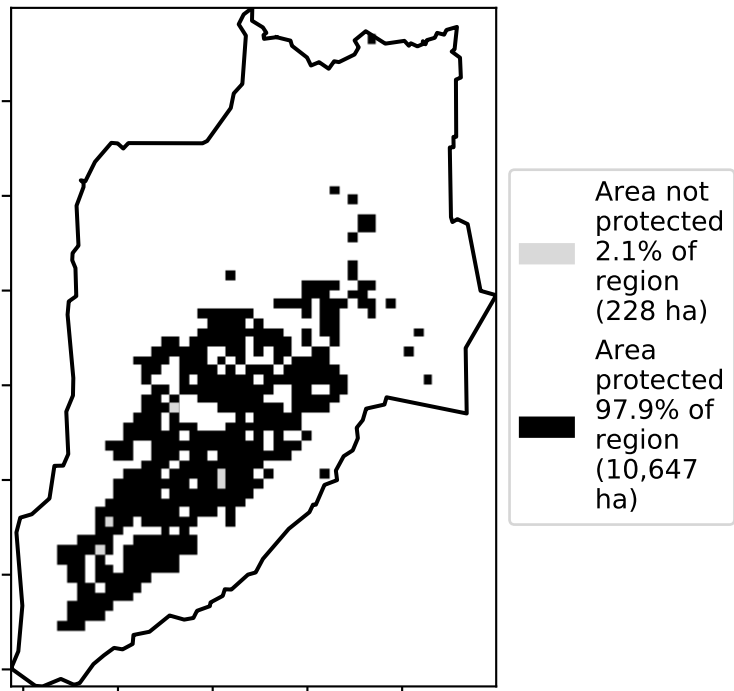 Area not
protected
2.1% of
region
(228 ha)
Area
protected
97.9% of
region
(10,647
ha)